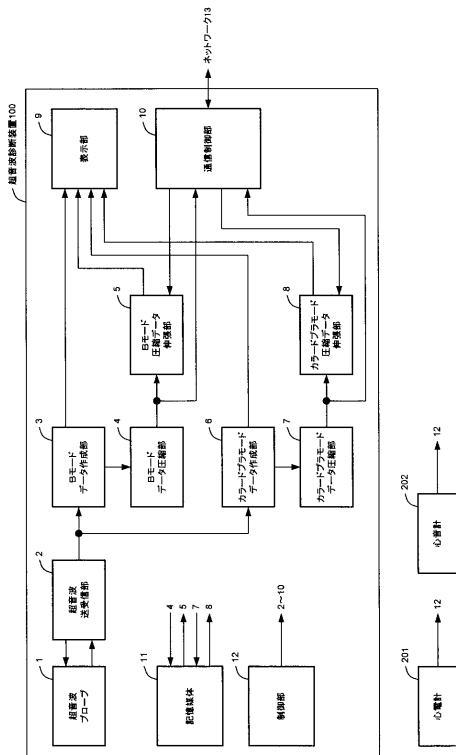 超音波診断装置100
1
超音波
プローブ
2
超音波
送受信部
3
Bモード
データ作成部
4
Bモード
データ圧縮部
5
Bモード
圧縮データ
伸張部
6
カラードプラモード
データ作成部
7
カラードプラモード
データ圧縮部
8
カラードプラモード
圧縮データ
伸張部
9
表示部
10
通信制御部
ネットワーク13
11
記憶媒体
4
5
7
8
12
制御部
2～10
201
心電計
12
202
心音計
12